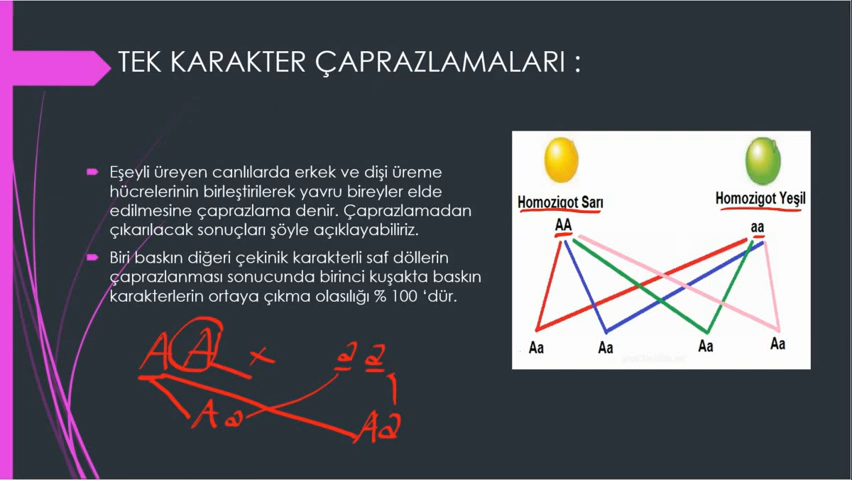 TEK KARAKTER ÇAPRAZLAMALARI :
Eşeyli üreyen canlılarda erkek ve dişi üreme
hücrelerinin birleştirilerek yavru bireyler elde
edilmesine çaprazlama denir. Çaprazlamadan
çıkarılacak sonuçları şöyle açıklayabiliriz.
Biri baskın diğeri çekinik karakterli saf döllerin
çaprazlanması sonucunda birinci kuşakta baskın
karakterlerin ortaya çıkma olasılığı % 100 ‘dür.
Homozigot Sarı Homozigot Yeşil
AA aa
Aa Aa Aa Aa
AA x a a
Aa Aa